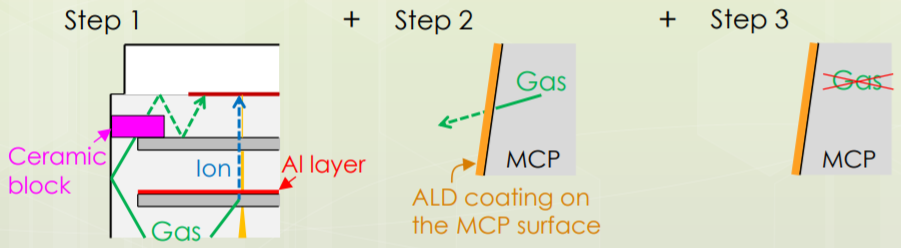 Step 1
+
Step 2
+
Step 3
Ceramic
block
Ion
Al layer
Gas
Gas
MCP
ALD coating on
the MCP surface
Gas
MCP